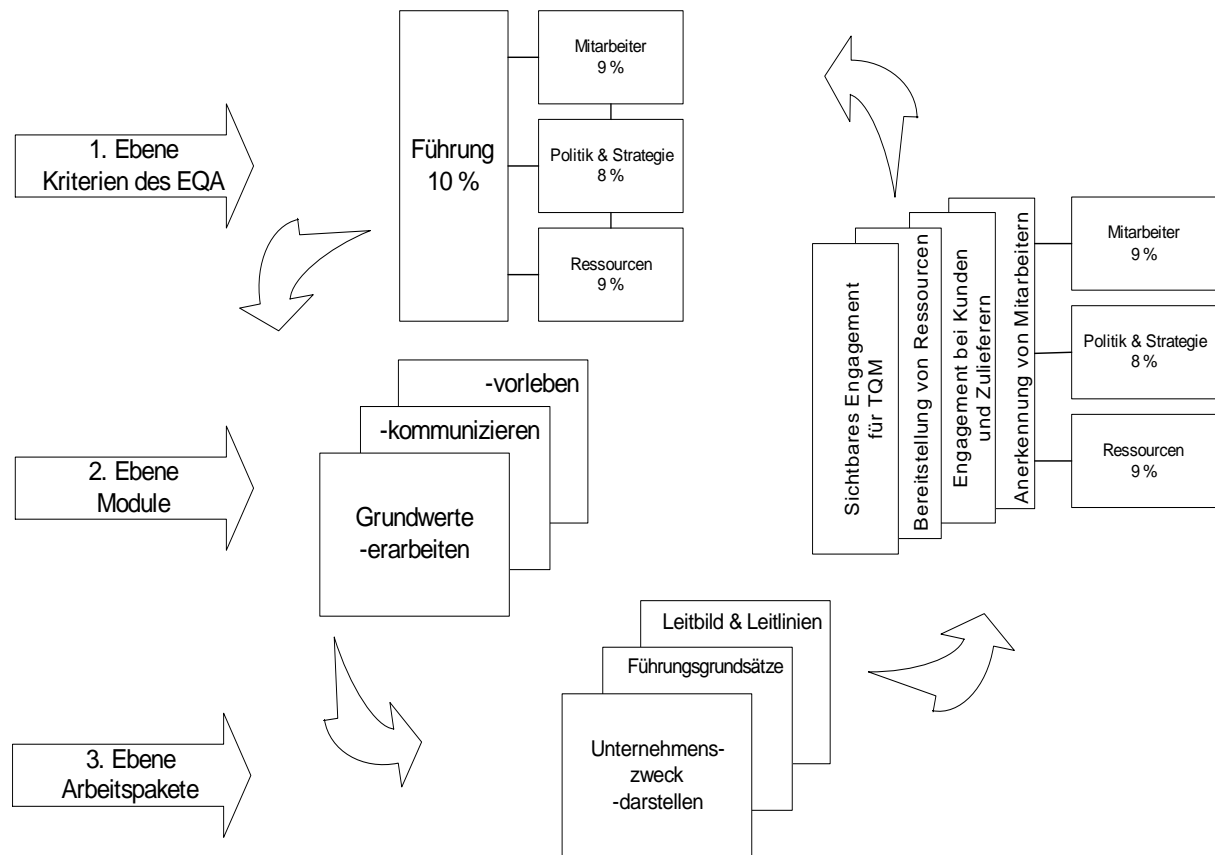 1. Ebene
Kriterien des EQA
Führung
10 %
Mitarbeiter
9 %
Politik & Strategie
8 %
Ressourcen
9 %
2. Ebene
Module
-vorleben
-kommunizieren
Grundwerte
-erarbeiten
Sichtbares Engagement
für TQM
Bereitstellung von Ressourcen
Engagement bei Kunden
und Zulieferern
Anerkennung von Mitarbeitern
Mitarbeiter
9 %
Politik & Strategie
8 %
Ressourcen
9 %
3. Ebene
Arbeitspakete
Leitbild & Leitlinien
Führungsgrundsätze
Unternehmens-
zweck
-darstellen